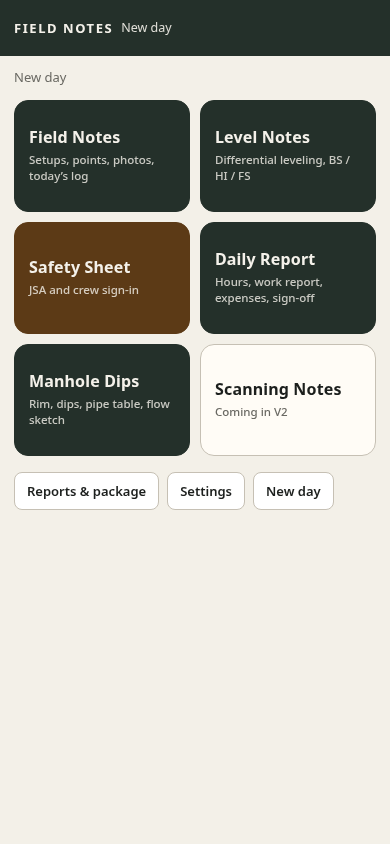 FIELD NOTES New day
New day
Field Notes
Setups, points, photos,
today's log
Level Notes
Differential leveling, BS /
HI / FS
Safety Sheet
JSA and crew sign-in
Daily Report
Hours, work report,
expenses, sign-off
Manhole Dips
Rim, dips, pipe table, flow
sketch
Scanning Notes
Coming in V2
Reports & package
Settings
New day